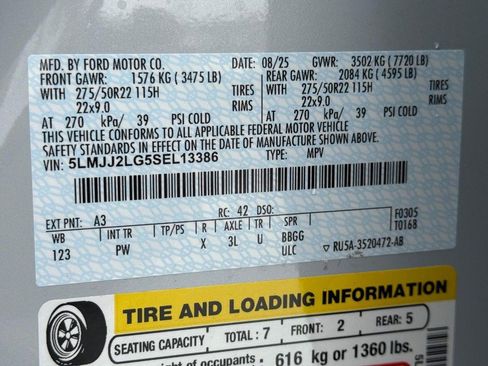 MFD. BY FORD MOTOR CO. 08/25 GVWR: 3502 KG ( 7720 LB)
FRONT GAWR: 1576 KG ( 3475 LB) REAR GAWR: 2084 KG ( 4595 LB)
WITH 275/50R22 115H TIRES WITH 275/50R22 115H TIRES
22x9.0 RIMS 22x9.0
AT 270 kPa/ 39 PSI COLD AT 270 kPa/ 39 PSI COLD
THIS VEHICLE CONFORMS TO ALL APPLICABLE FEDERAL MOTOR VEHICLE
SAFETY STANDARDS IN EFFECT ON THE DATE OF MANUFACTURE SHOWN ABOVE.
VIN: 5LMJJ2LG5SEL13386 TYPE: MPV
EXT PNT: A3 RC: 42 DSO: F0305
WB INT TR TP/PS R AXLE TR SPR T0168
123 PW X 3L U BBGG
ULC ▽ RU5A-3520472-AB
TIRE AND LOADING INFORMATION
SEATING CAPACITY TOTAL: 7 FRONT: 2 REAR: 5
of occupants 616 kg or 1360 lbs.